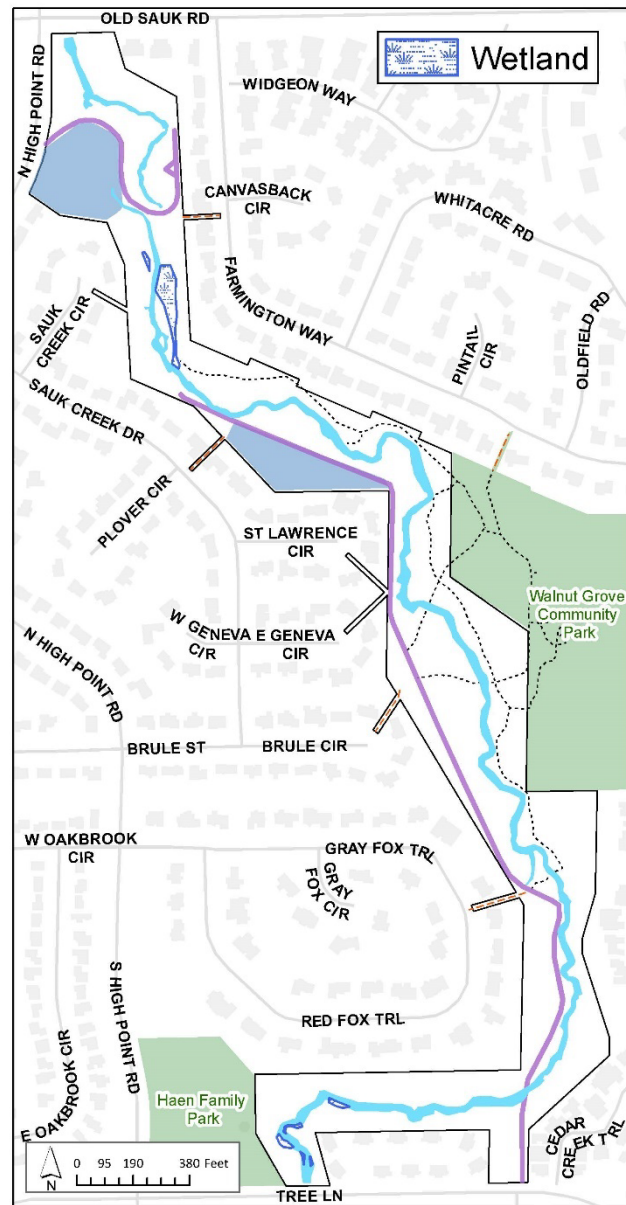 OLD SAUK RD
Wetland
N HIGH POINT RD
WIDGEON WAY
CANVASBACK
CIR
WHITACRE RD
FARMINGTON WAY
SAUK
CREEK CIR
PINTAIL
CIR
OLDFIELD RD
SAUK CREEK DR
PLOVER CIR
ST LAWRENCE
CIR
Walnut Grove
Community
Park
W GENEVA
CIR
E GENEVA
CIR
N HIGH POINT RD
BRULE ST
BRULE CIR
W OAKBROOK
CIR
GRAY FOX TRL
GRAY
FOX CIR
S HIGH POINT RD
RED FOX TRL
E OAKBROOK CIR
Haen Family
Park
CEDAR
CREEK TRL
N
0 95 190 380 Feet
TREE LN